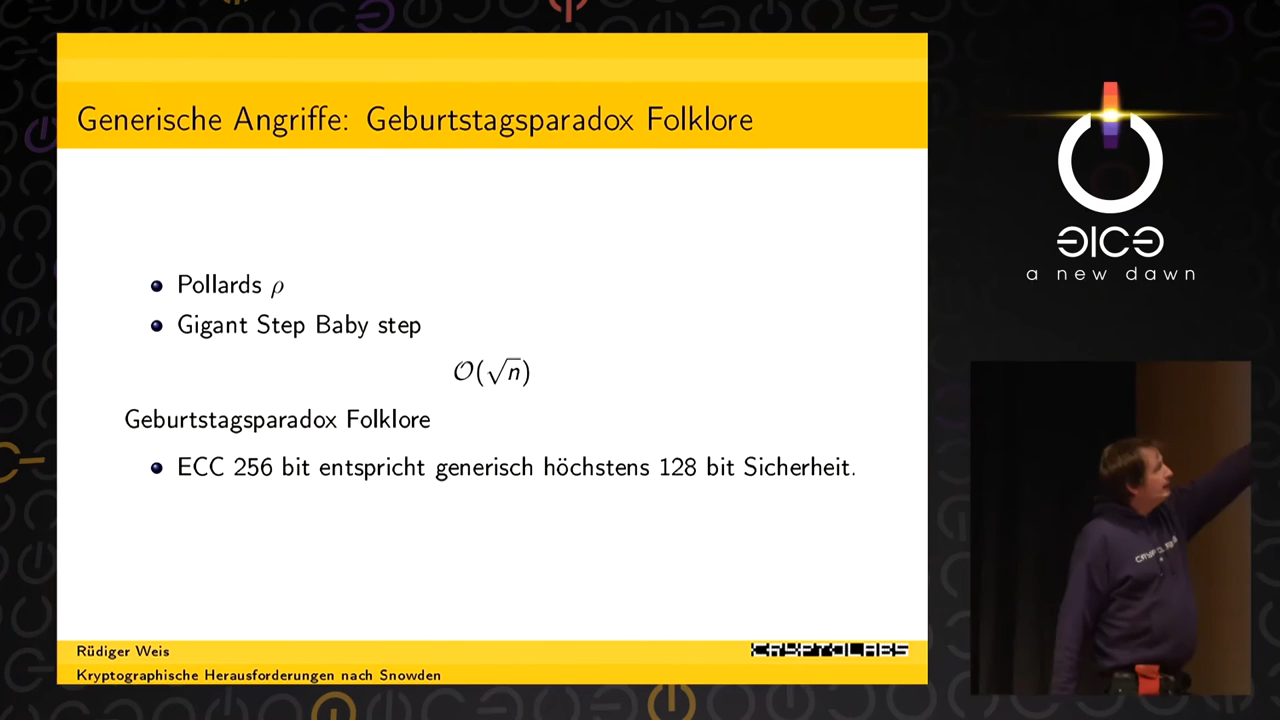 Generische Angriffe: Geburtstagsparadox Folklore
Pollards ρ
Gigant Step Baby step
O(√n)
Geburtstagsparadox Folklore
ECC 256 bit entspricht generisch höchstens 128 bit Sicherheit.
Rüdiger Weis
CRYPTOLABS
Kryptographische Herausforderungen nach Snowden
a new dawn